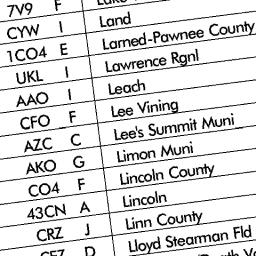 7V9 F
CYW I Land
1CO4 E Larned-Pawnee County
UKL I Lawrence Rgnl
AAO I Leach
CFO F Lee Vining
AZC C Lee's Summit Muni
AKO G Limon Muni
CO4 F Lincoln County
43CN A Lincoln
CRZ J Linn County
D Lloyd Stearman Fld